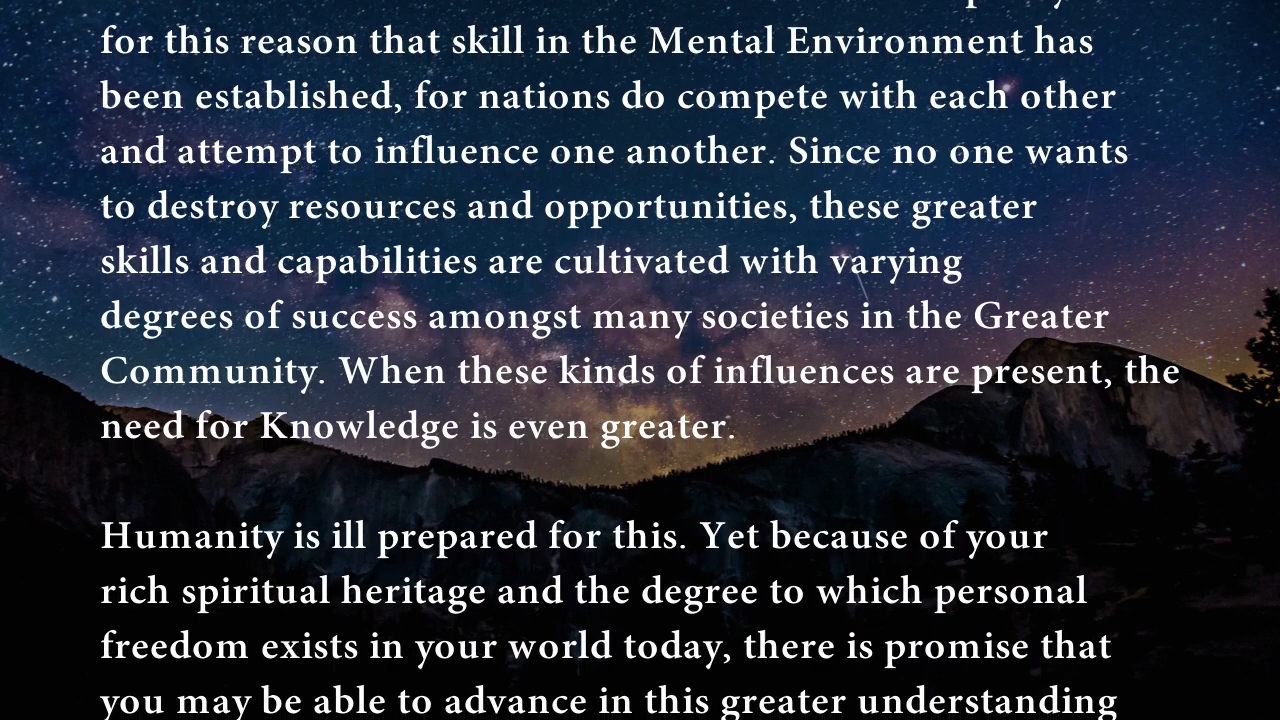 for this reason that skill in the Mental Environment has
been established, for nations do compete with each other
and attempt to influence one another. Since no one wants
to destroy resources and opportunities, these greater
skills and capabilities are cultivated with varying
degrees of success amongst many societies in the Greater
Community. When these kinds of influences are present, the
need for Knowledge is even greater.
Humanity is ill prepared for this. Yet because of your
rich spiritual heritage and the degree to which personal
freedom exists in your world today, there is promise that
you may be able to advance in this greater understanding